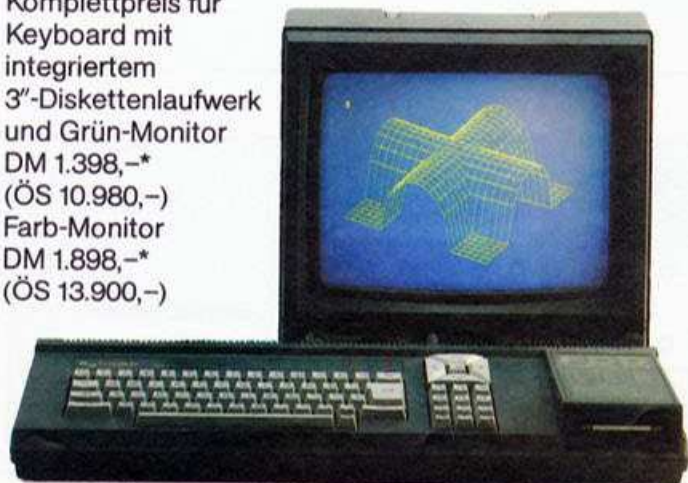 Komplettpreis für
Keyboard mit
integriertem
3"-Diskettenlaufwerk
und Grün-Monitor
DM 1.398,–*
(ÖS 10.980,–)
Farb-Monitor
DM 1.898,–*
(ÖS 13.900,–)